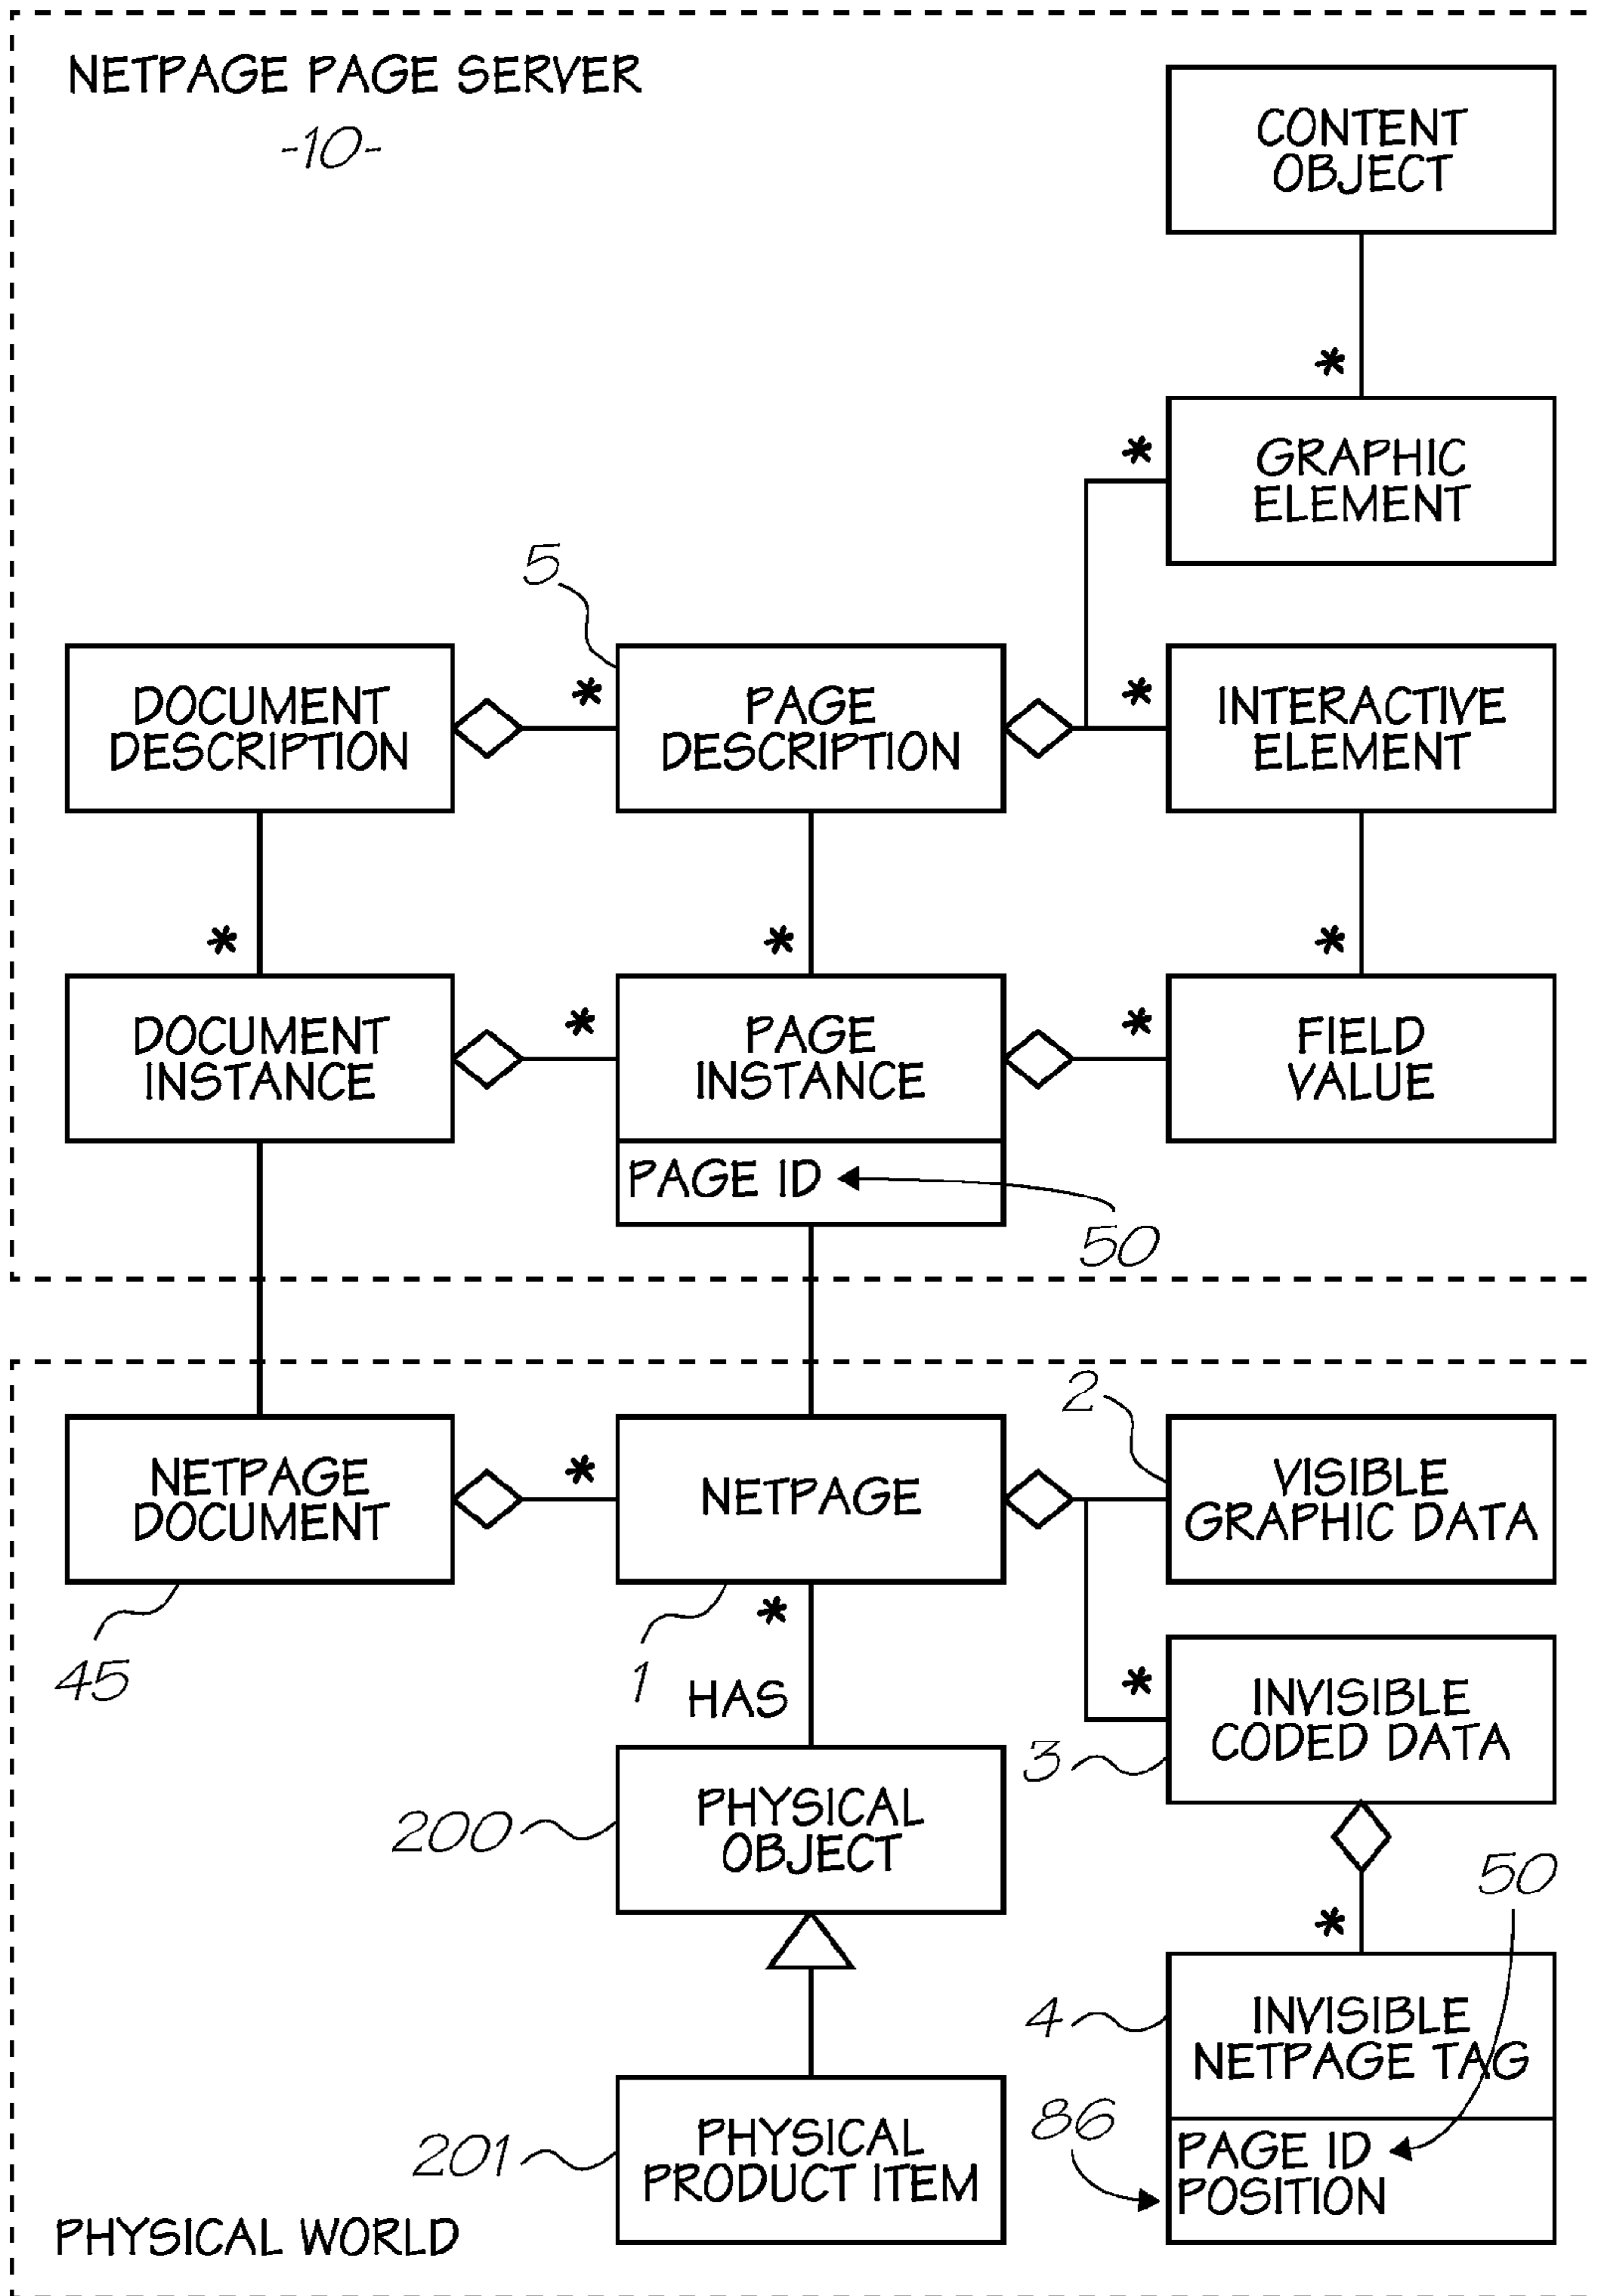 NETPAGE PAGE SERVER
-10-
CONTENT
OBJECT
*
*
GRAPHIC
ELEMENT
5
DOCUMENT
DESCRIPTION
*
PAGE
DESCRIPTION
*
INTERACTIVE
ELEMENT
*
*
*
DOCUMENT
INSTANCE
*
PAGE
INSTANCE
*
FIELD
VALUE
PAGE ID
50
2
NETPAGE
DOCUMENT
*
NETPAGE
VISIBLE
GRAPHIC DATA
45
1
*
HAS
*
INVISIBLE
CODED DATA
3
200
PHYSICAL
OBJECT
50
*
4
INVISIBLE
NETPAGE TAG
86
PAGE ID
POSITION
201
PHYSICAL
PRODUCT ITEM
PHYSICAL WORLD